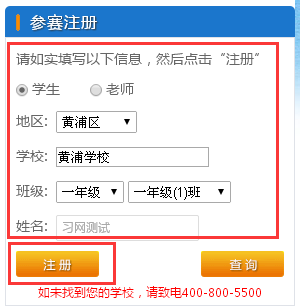 参赛注册
请如实填写以下信息，然后点击“注册”
学生 老师
地区: 黄浦区
学校: 黄浦学校
班级: 一年级 一年级(1)班
姓名: 习网测试
注册 查询
如未找到您的学校，请致电400-800-5500